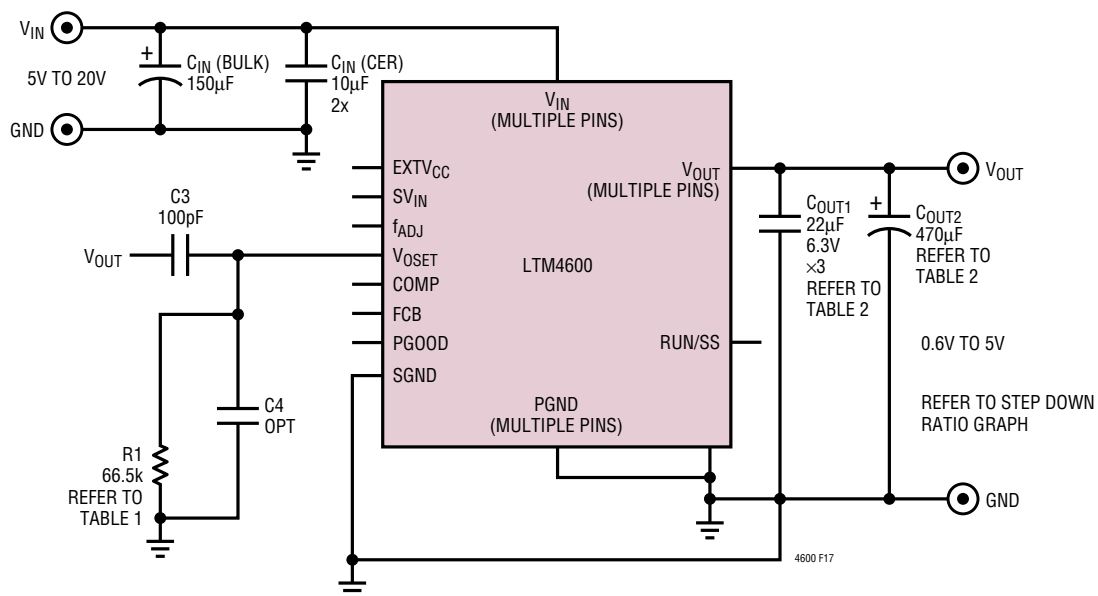 VIN
5V TO 20V
GND
+
CIN (BULK)
150µF
CIN (CER)
10µF
2x
VIN
(MULTIPLE PINS)
EXTVCC
SVIN
fADJ
VOSET
COMP
FCB
PGOOD
SGND
VOUT
(MULTIPLE PINS)
LTM4600
RUN/SS
PGND
(MULTIPLE PINS)
C3
100pF
VOUT
C4
OPT
R1
66.5k
REFER TO
TABLE 1
COUT1
22µF
6.3V
×3
REFER TO
TABLE 2
+
COUT2
470µF
REFER TO
TABLE 2
VOUT
0.6V TO 5V
REFER TO STEP DOWN
RATIO GRAPH
GND
4600 F17